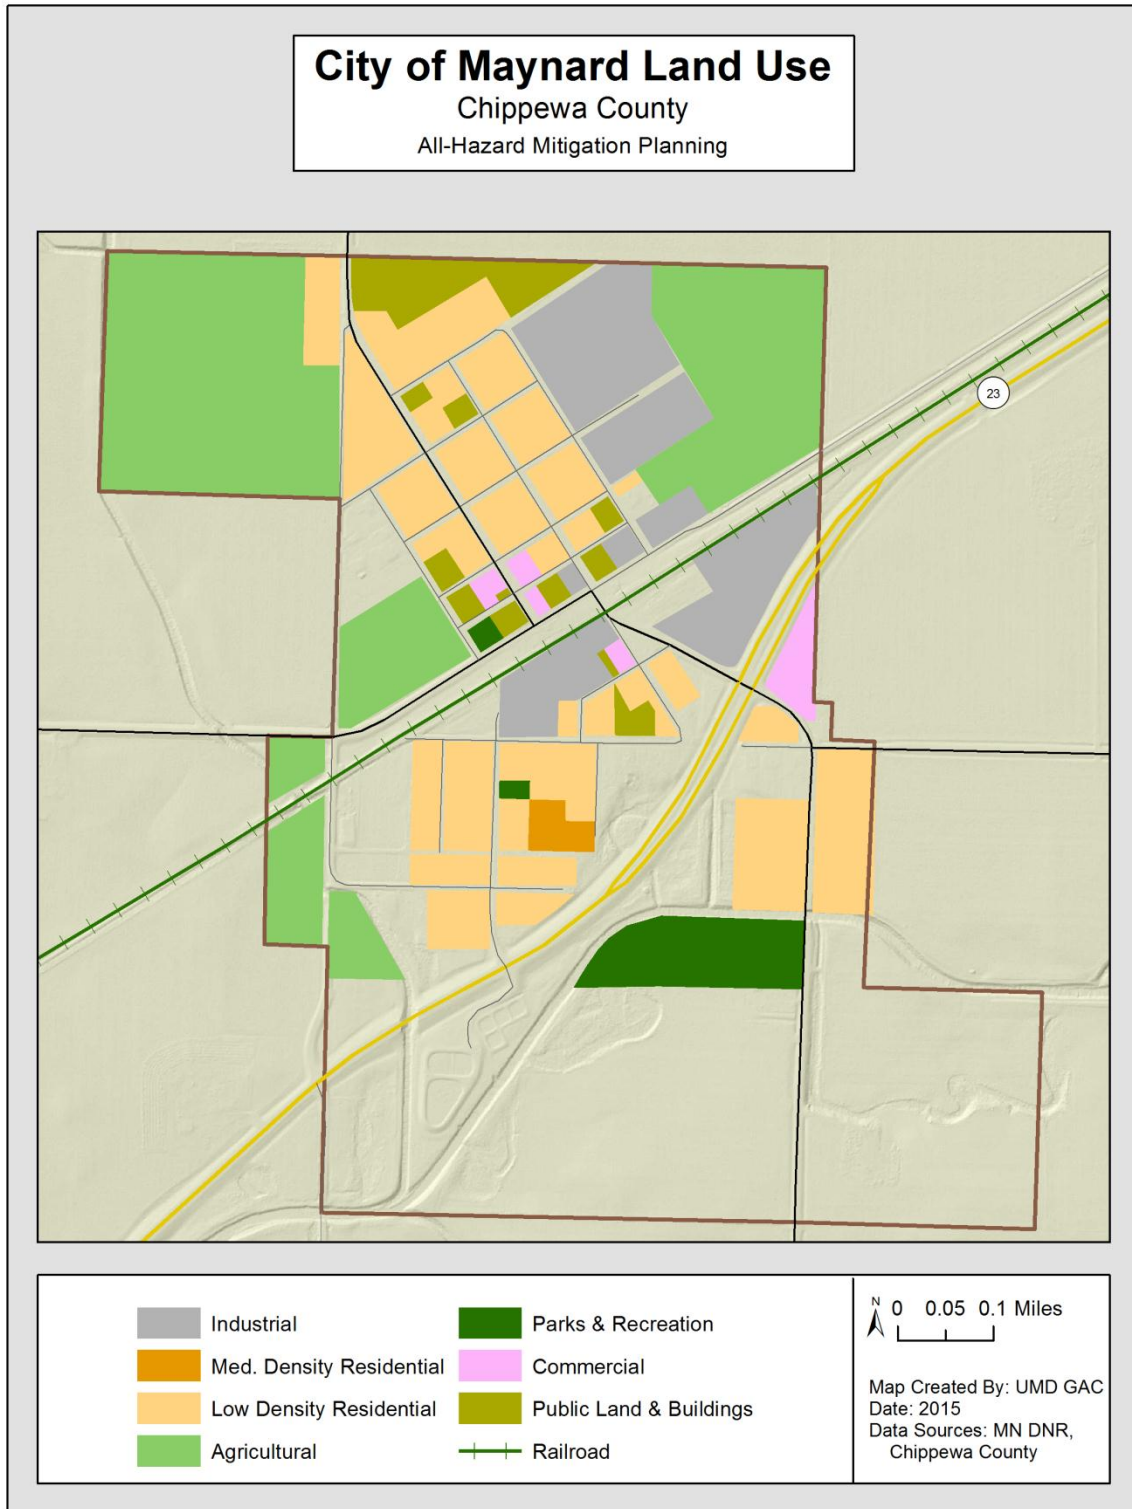 City of Maynard Land Use
Chippewa County
All-Hazard Mitigation Planning
23
Industrial
Med. Density Residential
Low Density Residential
Agricultural
Parks & Recreation
Commercial
Public Land & Buildings
Railroad
N
0 0.05 0.1 Miles
Map Created By: UMD GAC
Date: 2015
Data Sources: MN DNR,
Chippewa County